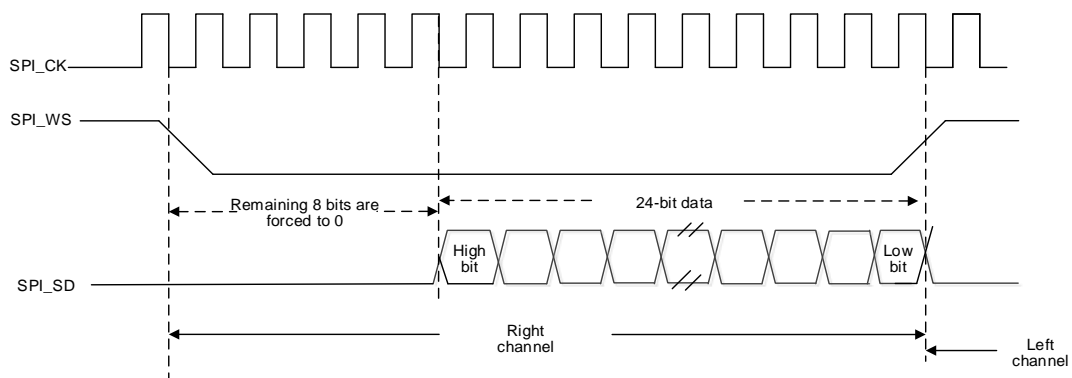 SPI_CK
SPI_WS
Remaining 8 bits are
forced to 0
24-bit data
High
bit
Low
bit
SPI_SD
Right
channel
Left
channel